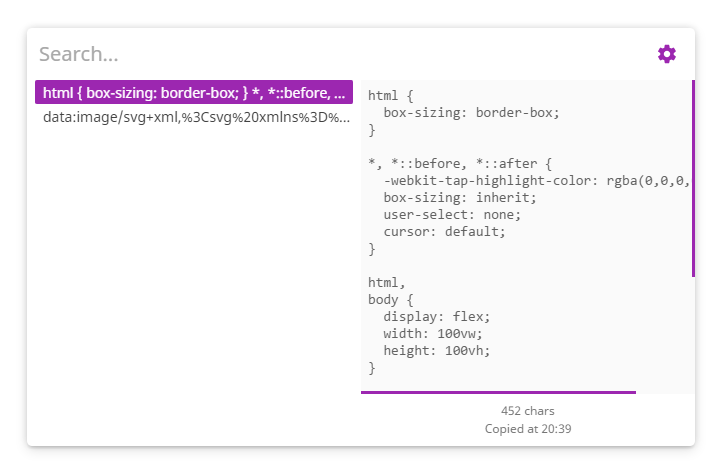 Search...
html { box-sizing: border-box; } *, *::before, ...
data:image/svg+xml,%3Csvg%20xmlns%3D%...
html {
  box-sizing: border-box;
}
*, *::before, *::after {
  -webkit-tap-highlight-color: rgba(0,0,0,
  box-sizing: inherit;
  user-select: none;
  cursor: default;
}
html,
body {
  display: flex;
  width: 100vw;
  height: 100vh;
}
452 chars
Copied at 20:39